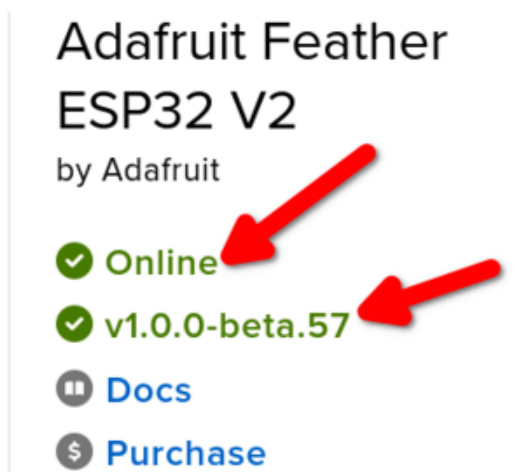 Adafruit Feather
ESP32 V2
by Adafruit
Online
v1.0.0-beta.57
Docs
$ Purchase